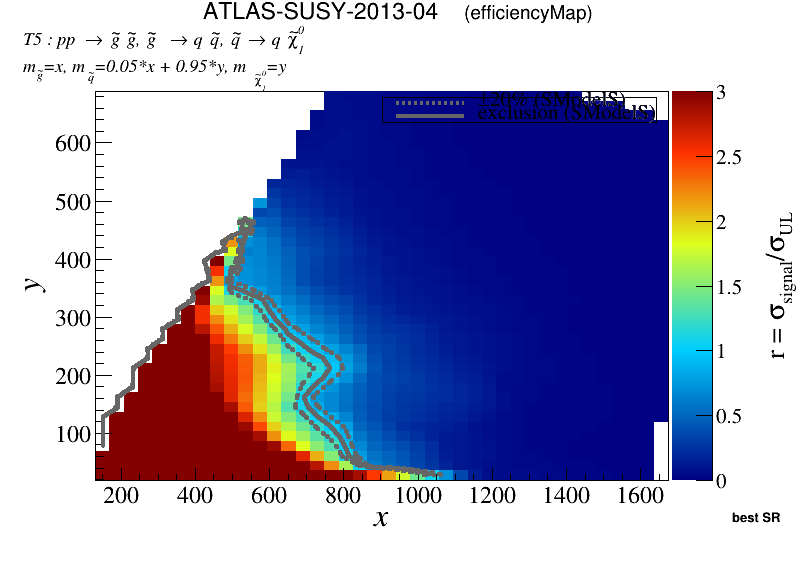 ATLAS-SUSY-2013-04 (efficiencyMap)
T5 : pp → g̃ g̃, g̃ → q q̃, q̃ → q χ̃₁⁰
m_g̃=x, m_q̃=0.05*x + 0.95*y, m_χ̃₁⁰=y
±20% (SModelS)
exclusion (SModelS)
600
500
400
300
200
100
y
200 400 600 800 1000 1200 1400 1600
x
3
2.5
2
1.5
1
0.5
0
r = σ_signal/σ_UL
best SR